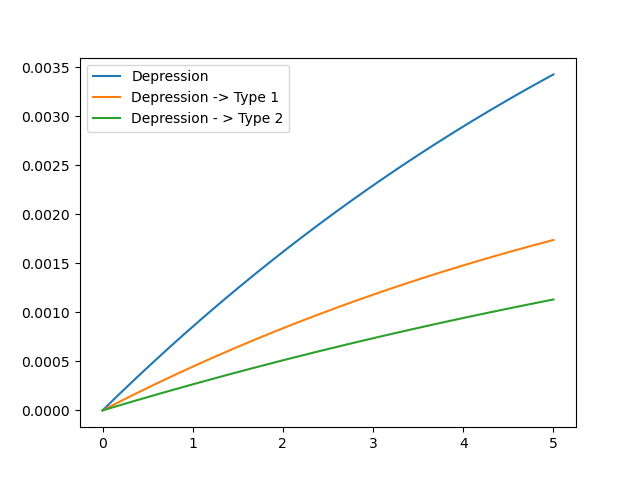 Depression
Depression -> Type 1
Depression - > Type 2
0.0035
0.0030
0.0025
0.0020
0.0015
0.0010
0.0005
0.0000
0 1 2 3 4 5